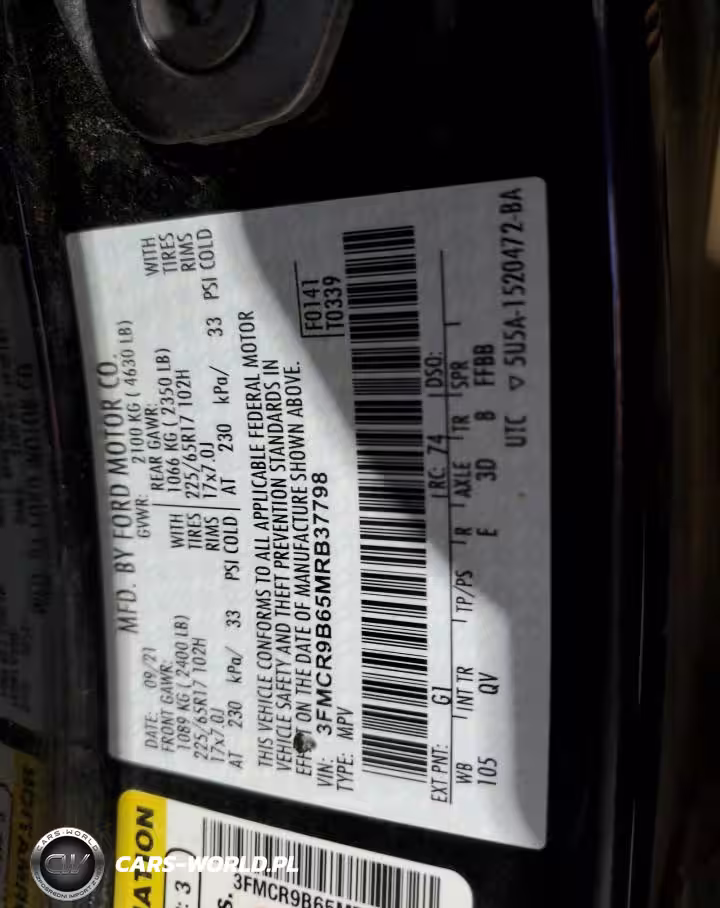 MFD. BY FORD MOTOR CO.
DATE: 09/21 GVWR: 2100 KG ( 4630 LB)
FRONT GAWR: REAR GAWR:
1089 KG ( 2400 LB) WITH 1066 KG ( 2350 LB) WITH
225/65R17 102H TIRES 225/65R17 102H TIRES
17x7.0J RIMS 17x7.0J RIMS
AT 230 kPa/ 33 PSI COLD AT 230 kPa/ 33 PSI COLD
THIS VEHICLE CONFORMS TO ALL APPLICABLE FEDERAL MOTOR
VEHICLE SAFETY AND THEFT PREVENTION STANDARDS IN
ON THE DATE OF MANUFACTURE SHOWN ABOVE.
VIN: 3FMCR9B65MRB37798 F0141
TYPE: MPV T0339
EXT PNT: G1 RC: 74 DSO:
WB INT TR TP/PS R AXLE TR SPR
105 QV E 3D 8 FFBB
UTC ▽ 5U5A-1520472-BA
3FMCR9B65M
CARS-WORLD
CW
CARS-WORLD.PL